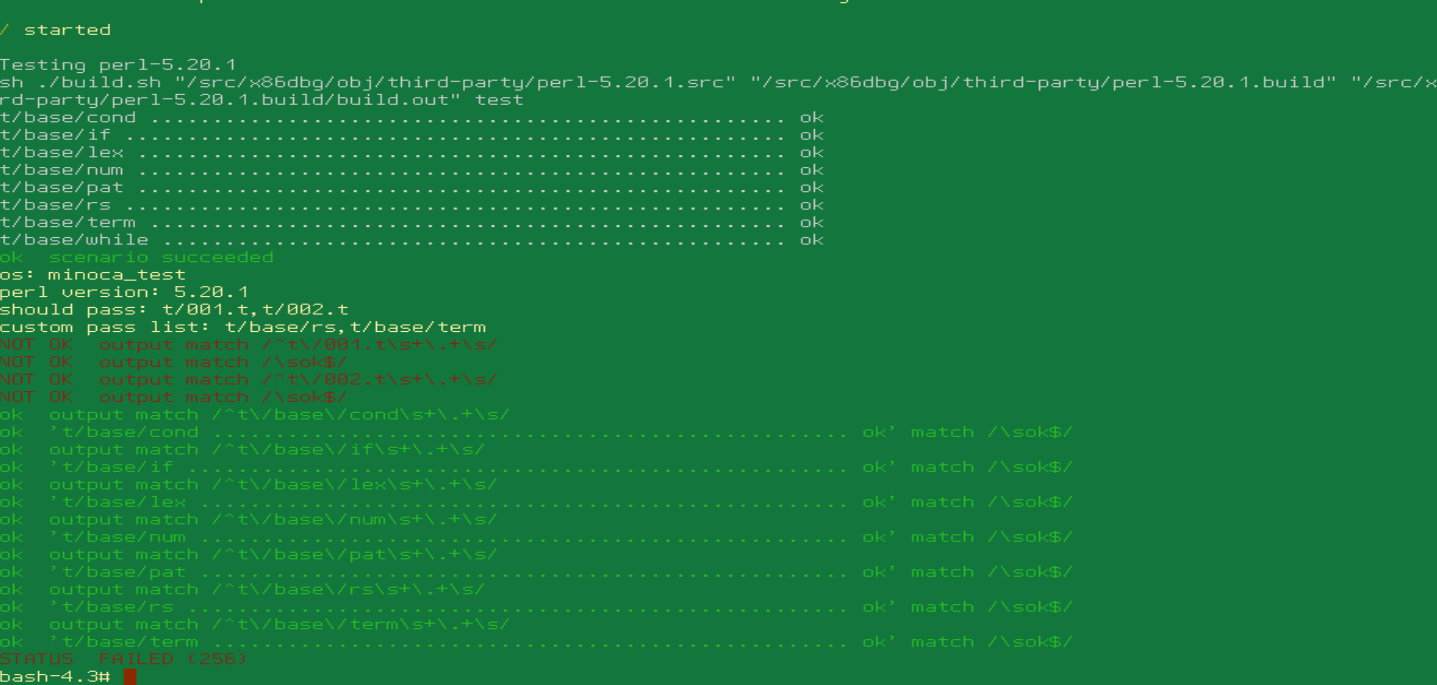 / started
Testing perl-5.20.1
sh ./build.sh "/src/x86dbg/obj/third-party/perl-5.20.1.src" "/src/x86dbg/obj/third-party/perl-5.20.1.build" "/src/x
rd-party/perl-5.20.1.build/build.out" test
t/base/cond .................................................. ok
t/base/if .................................................... ok
t/base/lex ................................................... ok
t/base/num ................................................... ok
t/base/pat ................................................... ok
t/base/rs .................................................... ok
t/base/term .................................................. ok
t/base/while ................................................. ok
ok  scenario succeeded
os: minoca_test
perl version: 5.20.1
should pass: t/001.t,t/002.t
custom pass list: t/base/rs,t/base/term
NOT OK  output match /^t\/001.t\s+\.+\s/
NOT OK  output match /\sok$/
NOT OK  output match /^t\/002.t\s+\.+\s/
NOT OK  output match /\sok$/
ok  output match /^t\/base\/cond\s+\.+\s/
ok  't/base/cond .................................................. ok' match /\sok$/
ok  output match /^t\/base\/if\s+\.+\s/
ok  't/base/if .................................................... ok' match /\sok$/
ok  output match /^t\/base\/lex\s+\.+\s/
ok  't/base/lex ................................................... ok' match /\sok$/
ok  output match /^t\/base\/num\s+\.+\s/
ok  't/base/num ................................................... ok' match /\sok$/
ok  output match /^t\/base\/pat\s+\.+\s/
ok  't/base/pat ................................................... ok' match /\sok$/
ok  output match /^t\/base\/rs\s+\.+\s/
ok  't/base/rs .................................................... ok' match /\sok$/
ok  output match /^t\/base\/term\s+\.+\s/
ok  't/base/term .................................................. ok' match /\sok$/
STATUS  FAILED (256)
bash-4.3#